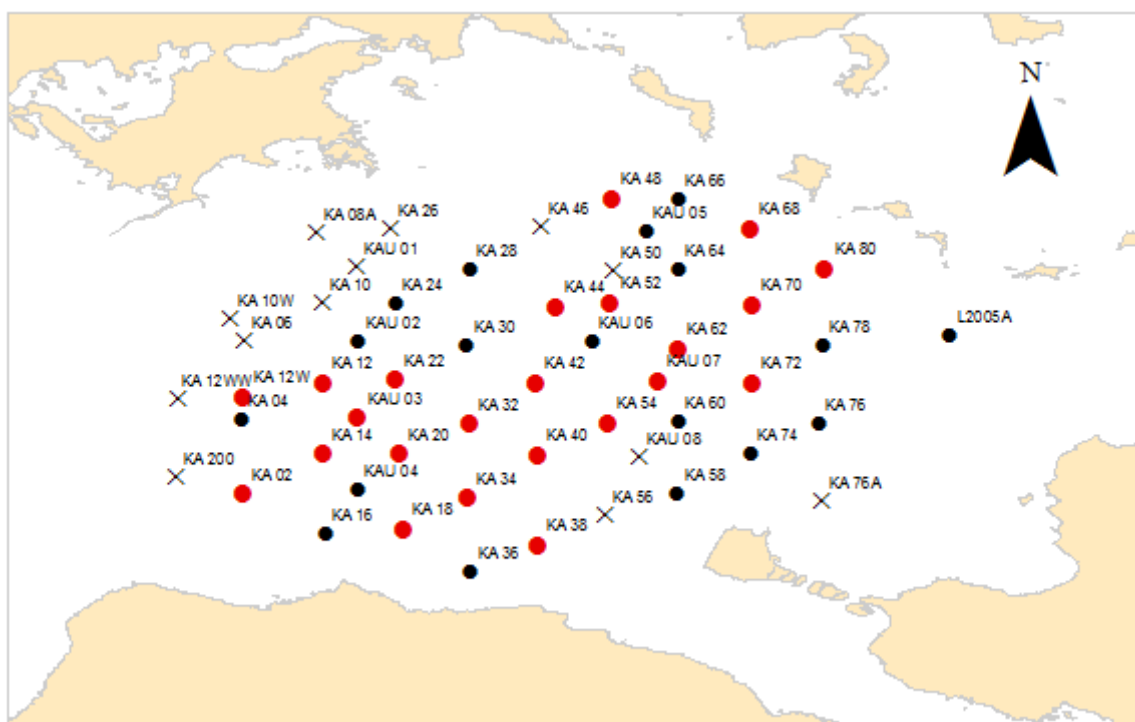 N
KA 48
KA 66
KA 08A
KA 26
KA 46
KAU 05
KA 68
KAU 01
KA 28
KA 50
KA 64
KA 80
KA 10W
KA 10
KA 24
KA 44
KA 52
KA 70
KA 06
KAU 02
KA 30
KAU 06
KA 62
KA 78
L2005A
KA 12WW
KA 12W
KA 12
KA 22
KA 42
KAU 07
KA 72
KA 04
KAU 03
KA 32
KA 54
KA 60
KA 76
KA 14
KA 20
KA 40
KAU 08
KA 74
KA 200
KA 02
KAU 04
KA 34
KA 58
KA 76A
KA 16
KA 18
KA 38
KA 56
KA 36